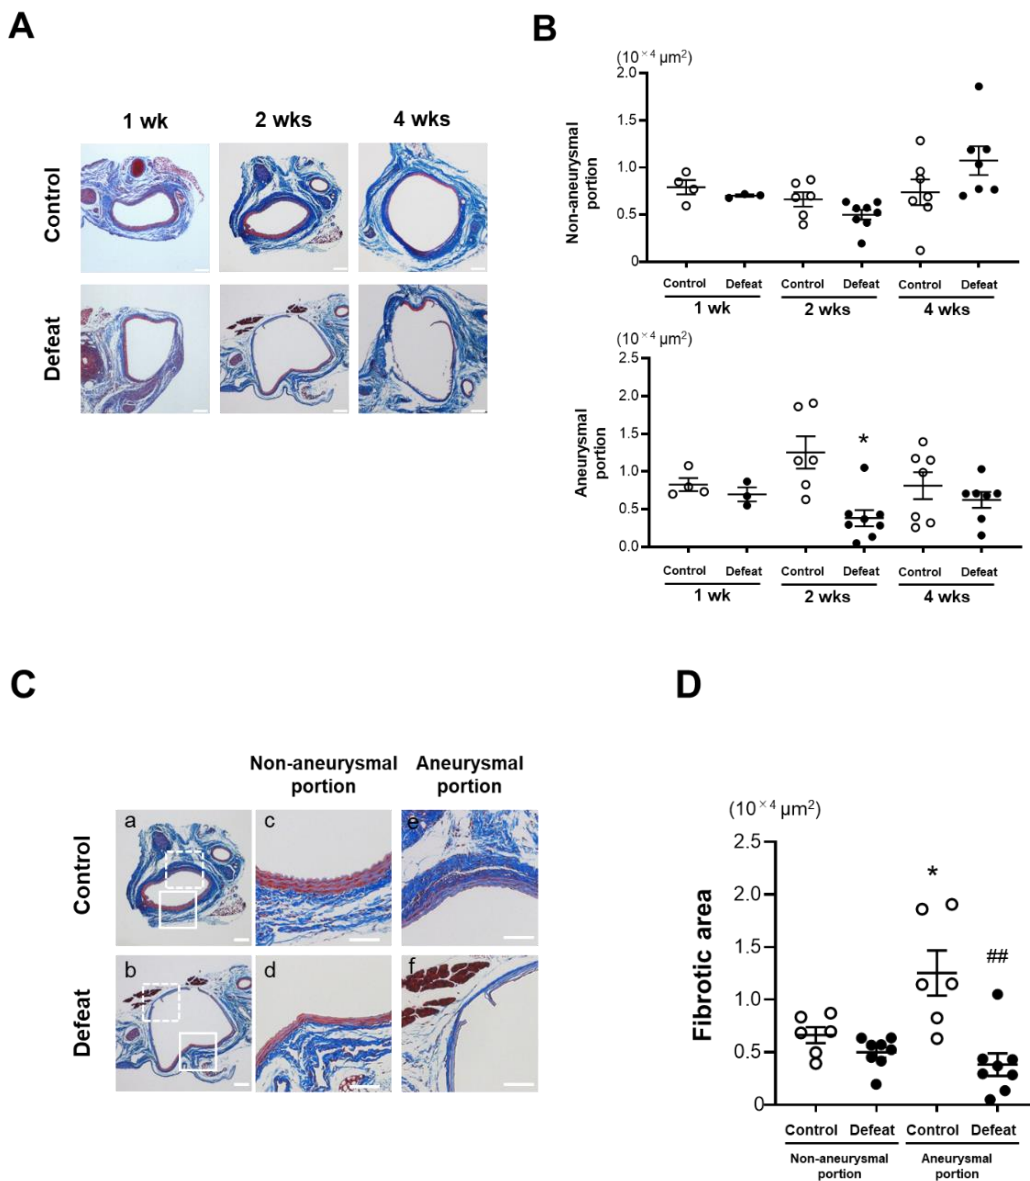 A
1 wk
2 wks
4 wks
Control
Defeat
B
(10×4 µm2)
Non-aneurysmal
portion
2.0
1.5
1.0
0.5
0
Control
Defeat
Control
Defeat
Control
Defeat
1 wk
2 wks
4 wks
(10×4 µm2)
Aneurysmal
portion
2.5
2.0
1.5
1.0
0.5
0.0
*
Control
Defeat
Control
Defeat
Control
Defeat
1 wk
2 wks
4 wks
C
Non-aneurysmal
portion
Aneurysmal
portion
Control
a
c
e
Defeat
b
d
f
D
(10×4 µm2)
Fibrotic area
2.5
2.0
1.5
1.0
0.5
0
*
##
Control
Defeat
Control
Defeat
Non-aneurysmal
portion
Aneurysmal
portion